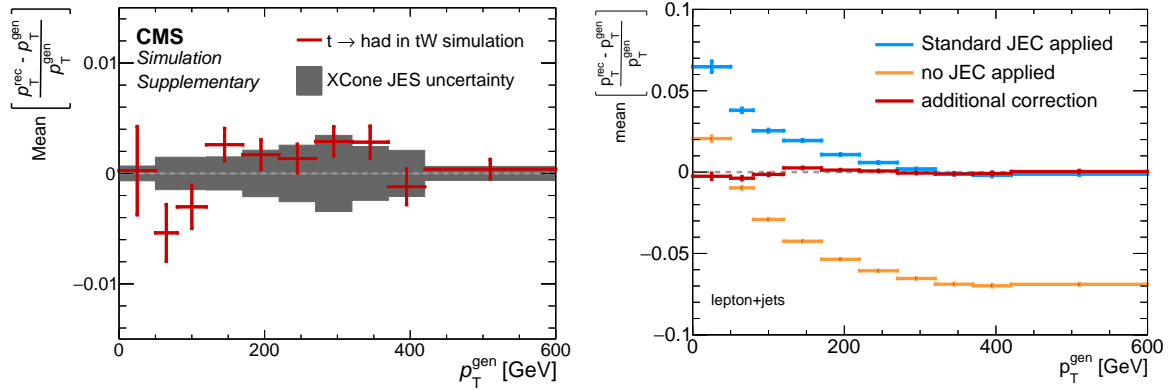 CMS
Simulation
Supplementary
t → had in tW simulation
XCone JES uncertainty
Mean [ (p_T^rec - p_T^gen) / p_T^gen ]
0.01
0
−0.01
0 200 400 600
p_T^gen [GeV]
Standard JEC applied
no JEC applied
additional correction
mean [ (p_T^rec - p_T^gen) / p_T^gen ]
0.1
0.05
0
−0.05
−0.1
lepton+jets
0 200 400 600
p_T^gen [GeV]